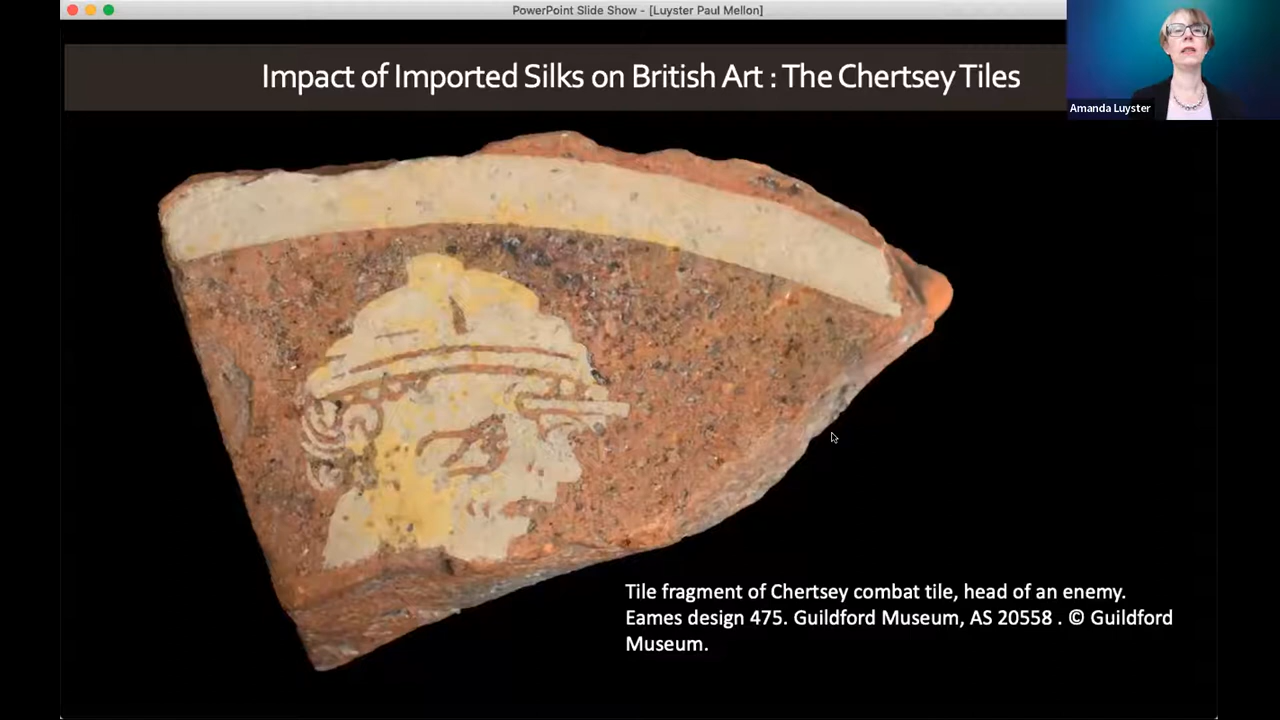 PowerPoint Slide Show - [Luyster Paul Mellon]
Impact of Imported Silks on British Art : The Chertsey Tiles
Amanda Luyster
Tile fragment of Chertsey combat tile, head of an enemy.
Eames design 475. Guildford Museum, AS 20558 . © Guildford
Museum.